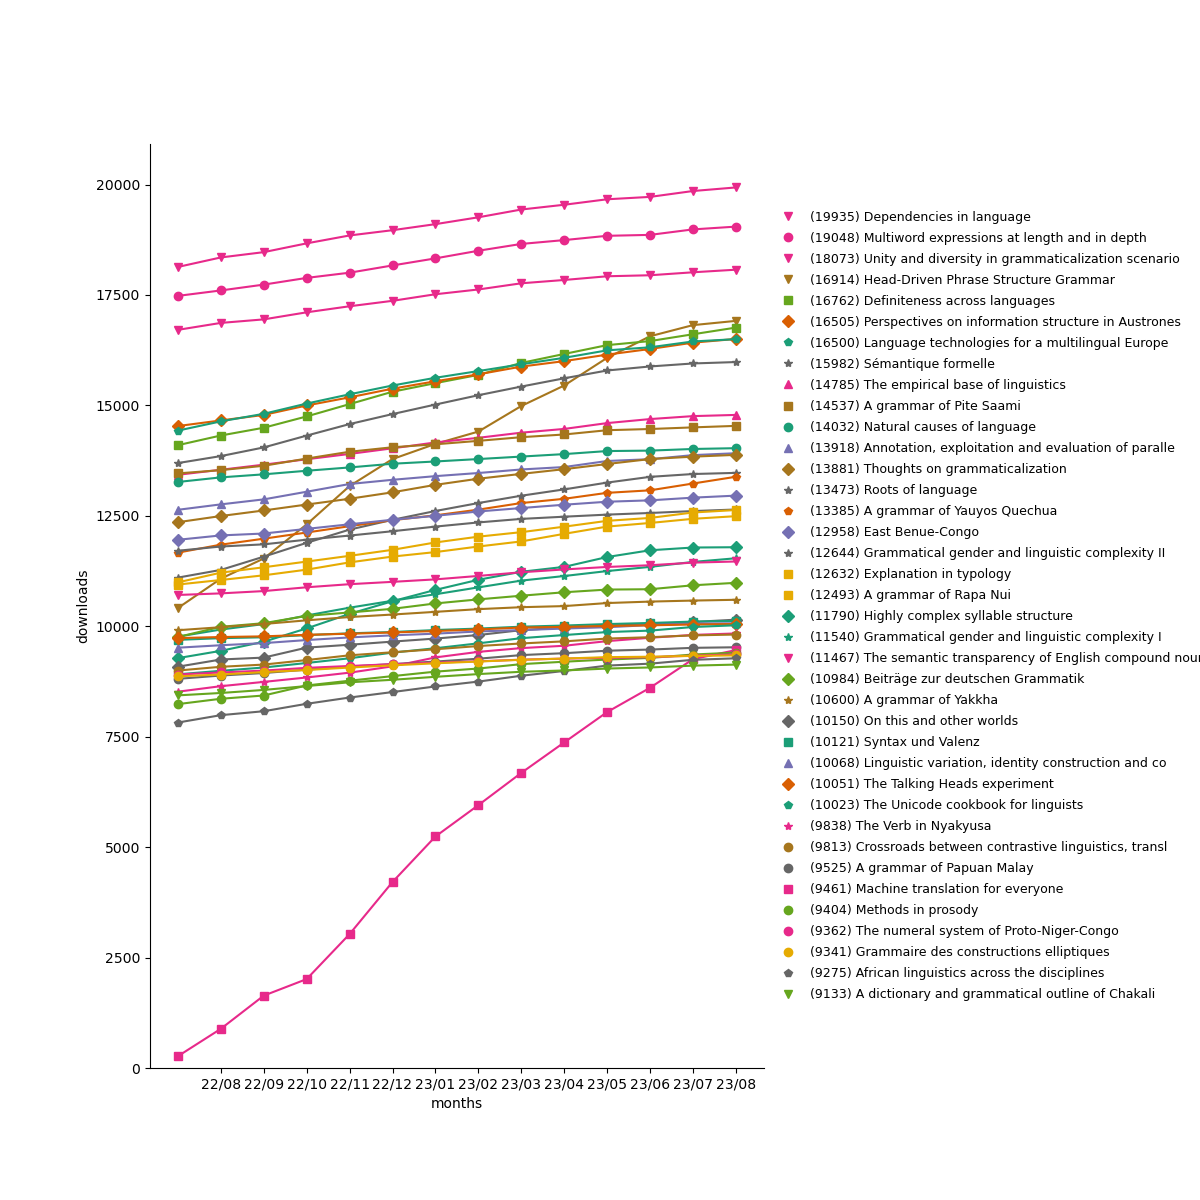 20000
17500
15000
12500
10000
7500
5000
2500
0
downloads
22/08 22/09 22/10 22/11 22/12 23/01 23/02 23/03 23/04 23/05 23/06 23/07 23/08
months
(19935) Dependencies in language
(19048) Multiword expressions at length and in depth
(18073) Unity and diversity in grammaticalization scenario
(16914) Head-Driven Phrase Structure Grammar
(16762) Definiteness across languages
(16505) Perspectives on information structure in Austrones
(16500) Language technologies for a multilingual Europe
(15982) Sémantique formelle
(14785) The empirical base of linguistics
(14537) A grammar of Pite Saami
(14032) Natural causes of language
(13918) Annotation, exploitation and evaluation of paralle
(13881) Thoughts on grammaticalization
(13473) Roots of language
(13385) A grammar of Yauyos Quechua
(12958) East Benue-Congo
(12644) Grammatical gender and linguistic complexity II
(12632) Explanation in typology
(12493) A grammar of Rapa Nui
(11790) Highly complex syllable structure
(11540) Grammatical gender and linguistic complexity I
(11467) The semantic transparency of English compound nour
(10984) Beiträge zur deutschen Grammatik
(10600) A grammar of Yakkha
(10150) On this and other worlds
(10121) Syntax und Valenz
(10068) Linguistic variation, identity construction and co
(10051) The Talking Heads experiment
(10023) The Unicode cookbook for linguists
(9838) The Verb in Nyakyusa
(9813) Crossroads between contrastive linguistics, transl
(9525) A grammar of Papuan Malay
(9461) Machine translation for everyone
(9404) Methods in prosody
(9362) The numeral system of Proto-Niger-Congo
(9341) Grammaire des constructions elliptiques
(9275) African linguistics across the disciplines
(9133) A dictionary and grammatical outline of Chakali